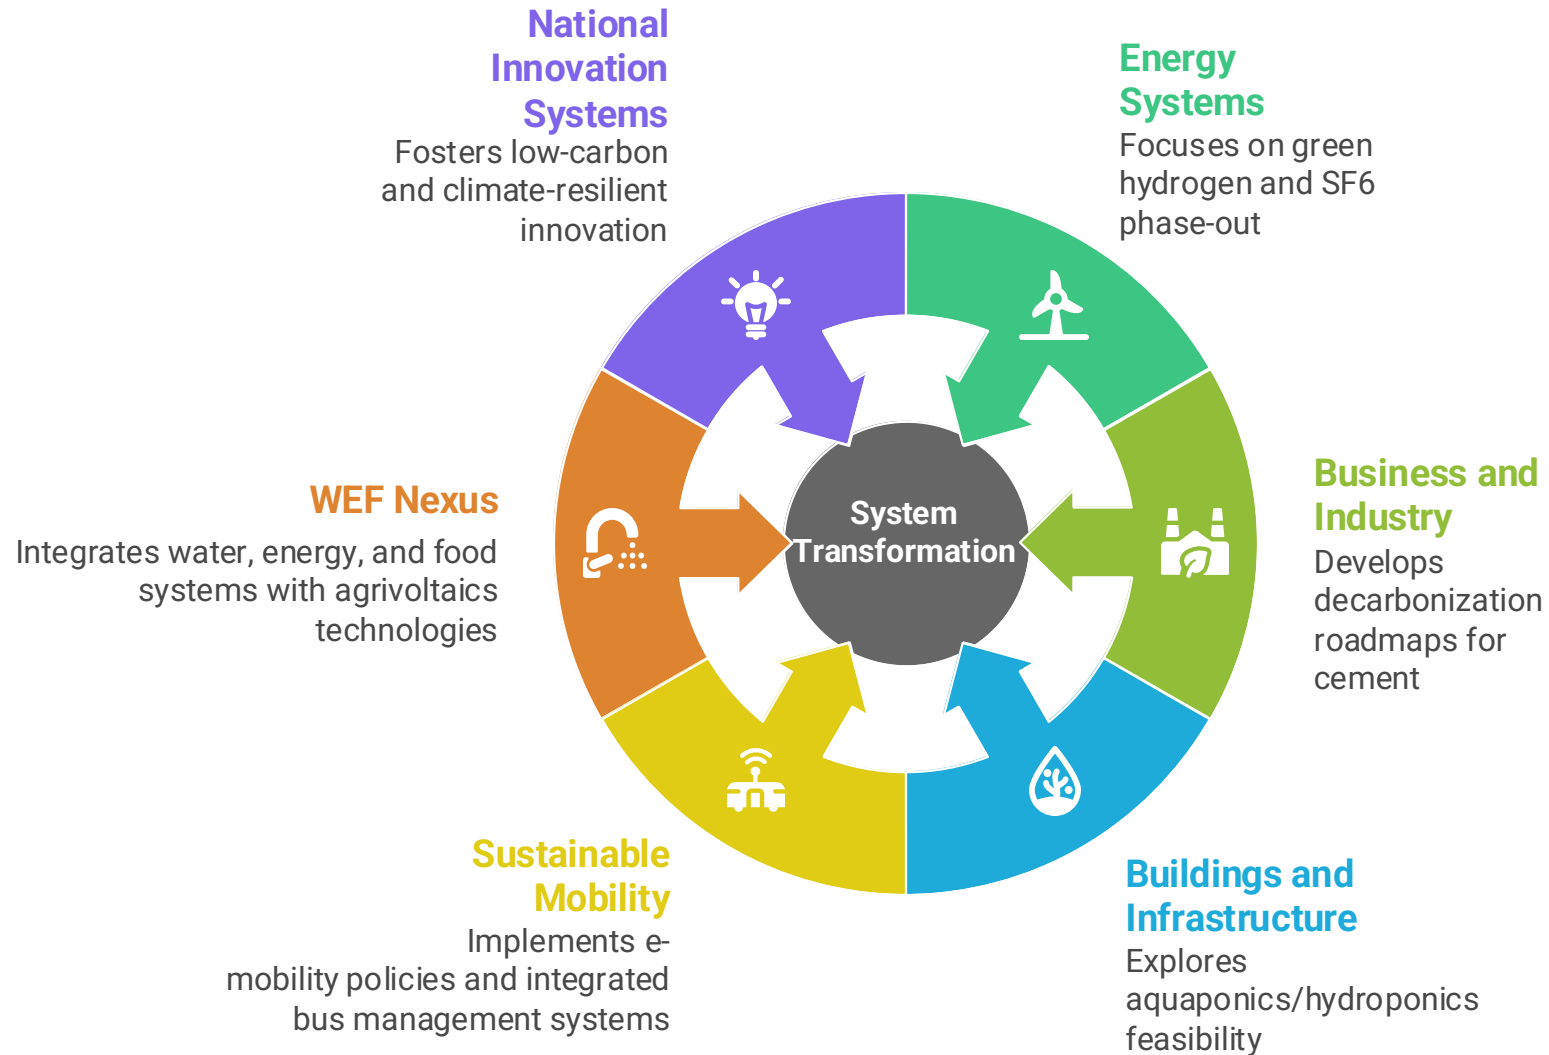 National
Innovation
Systems
Fosters low-carbon
and climate-resilient
innovation
Energy
Systems
Focuses on green
hydrogen and SF6
phase-out
WEF Nexus
Integrates water, energy, and food
systems with agrivoltaics
technologies
System
Transformation
Business and
Industry
Develops
decarbonization
roadmaps for
cement
Sustainable
Mobility
Implements e-
mobility policies and integrated
bus management systems
Buildings and
Infrastructure
Explores
aquaponics/hydroponics
feasibility